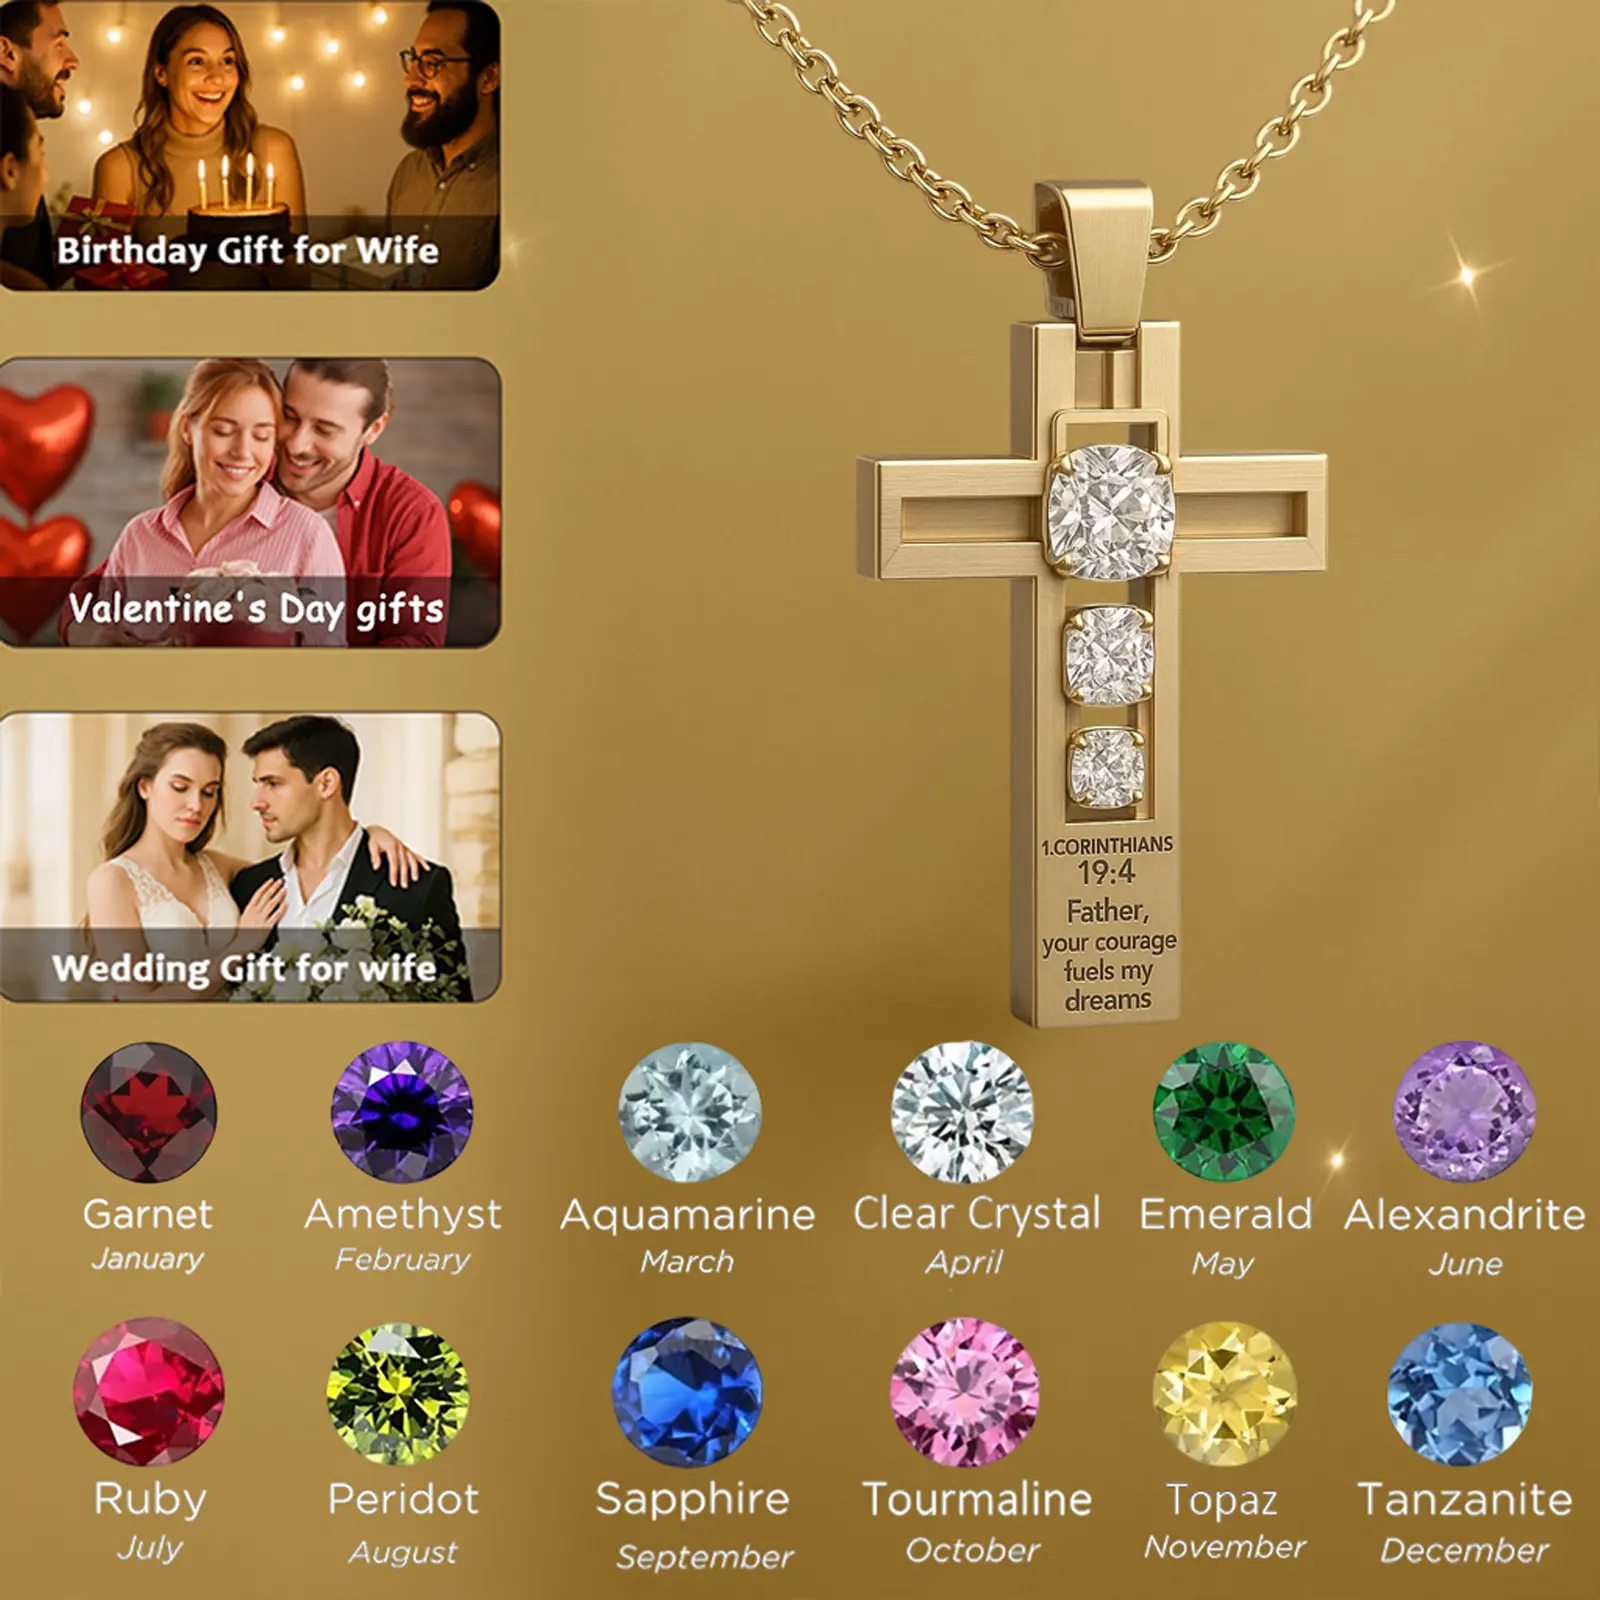 Birthday Gift for Wife
Valentine's Day gifts
Wedding Gift for wife
1.CORINTHIANS
19:4
Father,
your courage
fuels my
dreams
Garnet
January
Amethyst
February
Aquamarine
March
Clear Crystal
April
Emerald
May
Alexandrite
June
Ruby
July
Peridot
August
Sapphire
September
Tourmaline
October
Topaz
November
Tanzanite
December